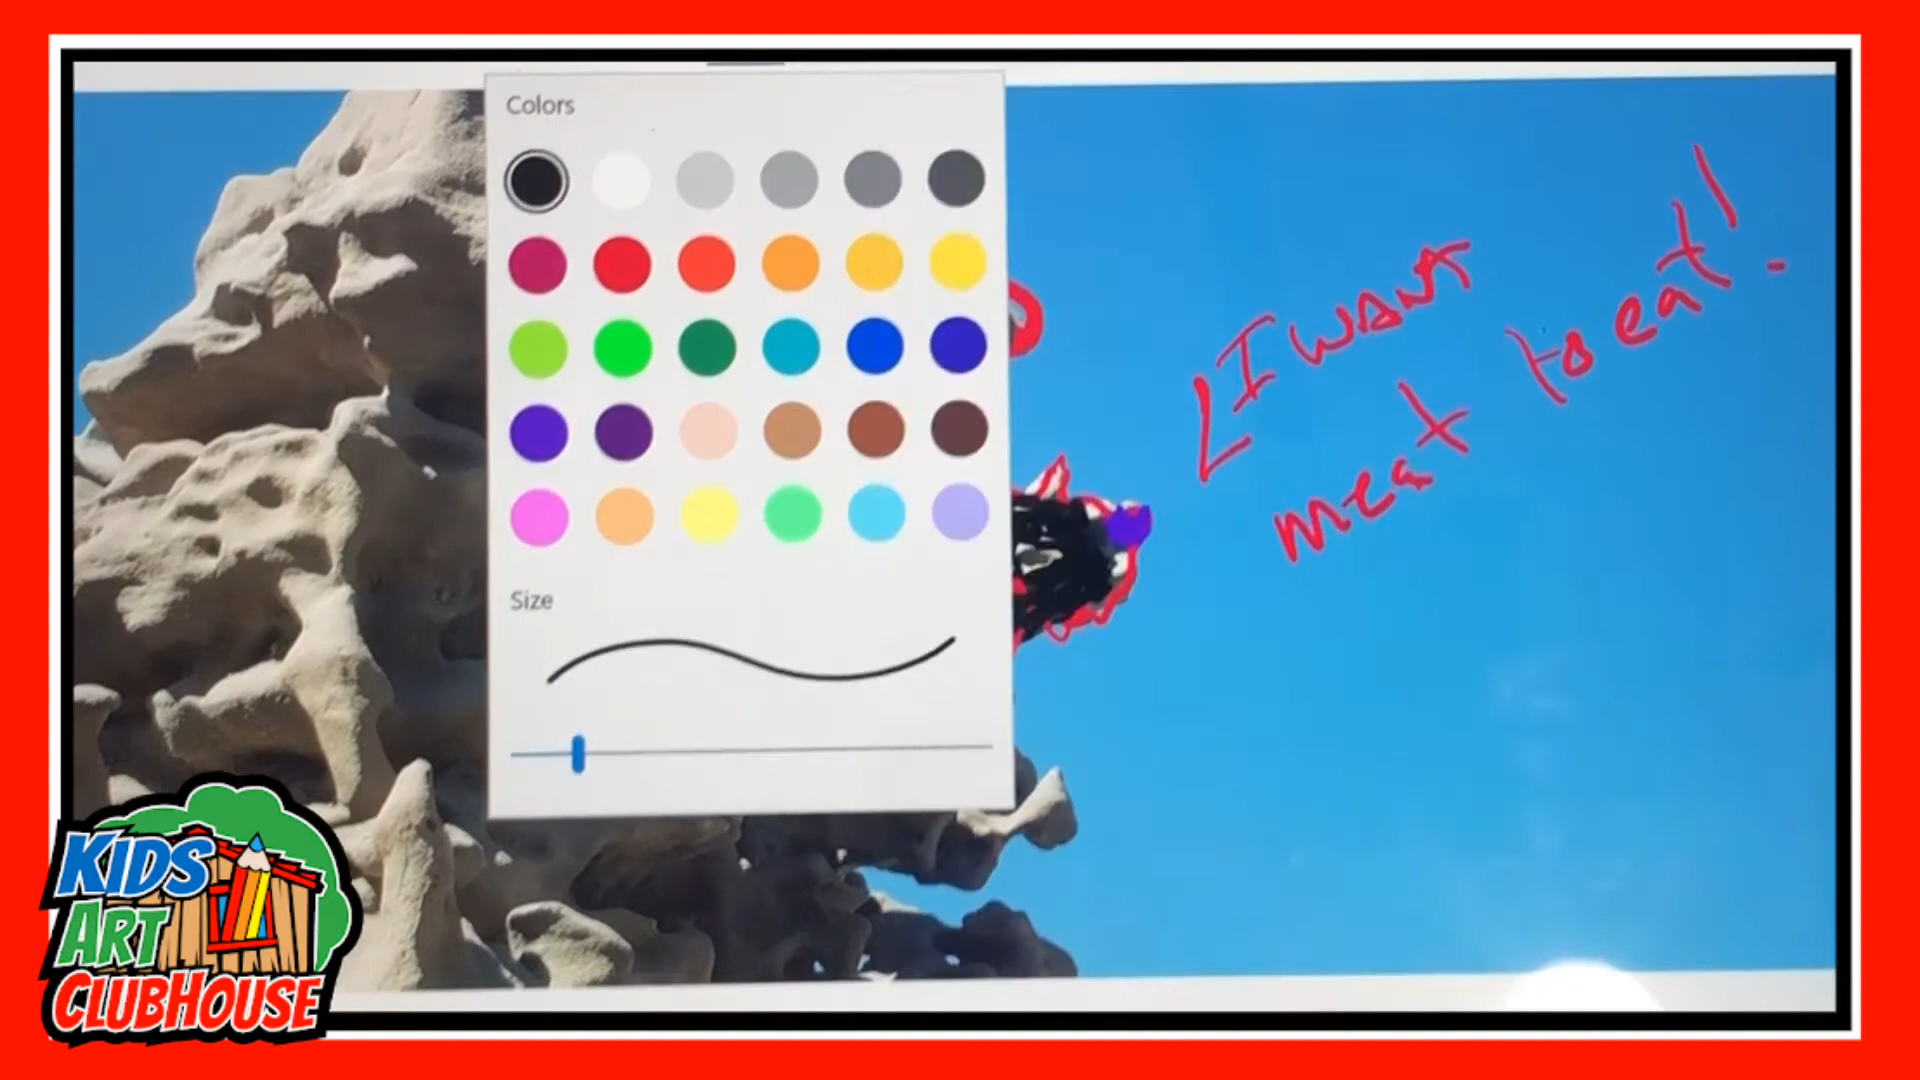 Colors
I WANT
meat to eat!
Size
KIDS
ART
CLUBHOUSE